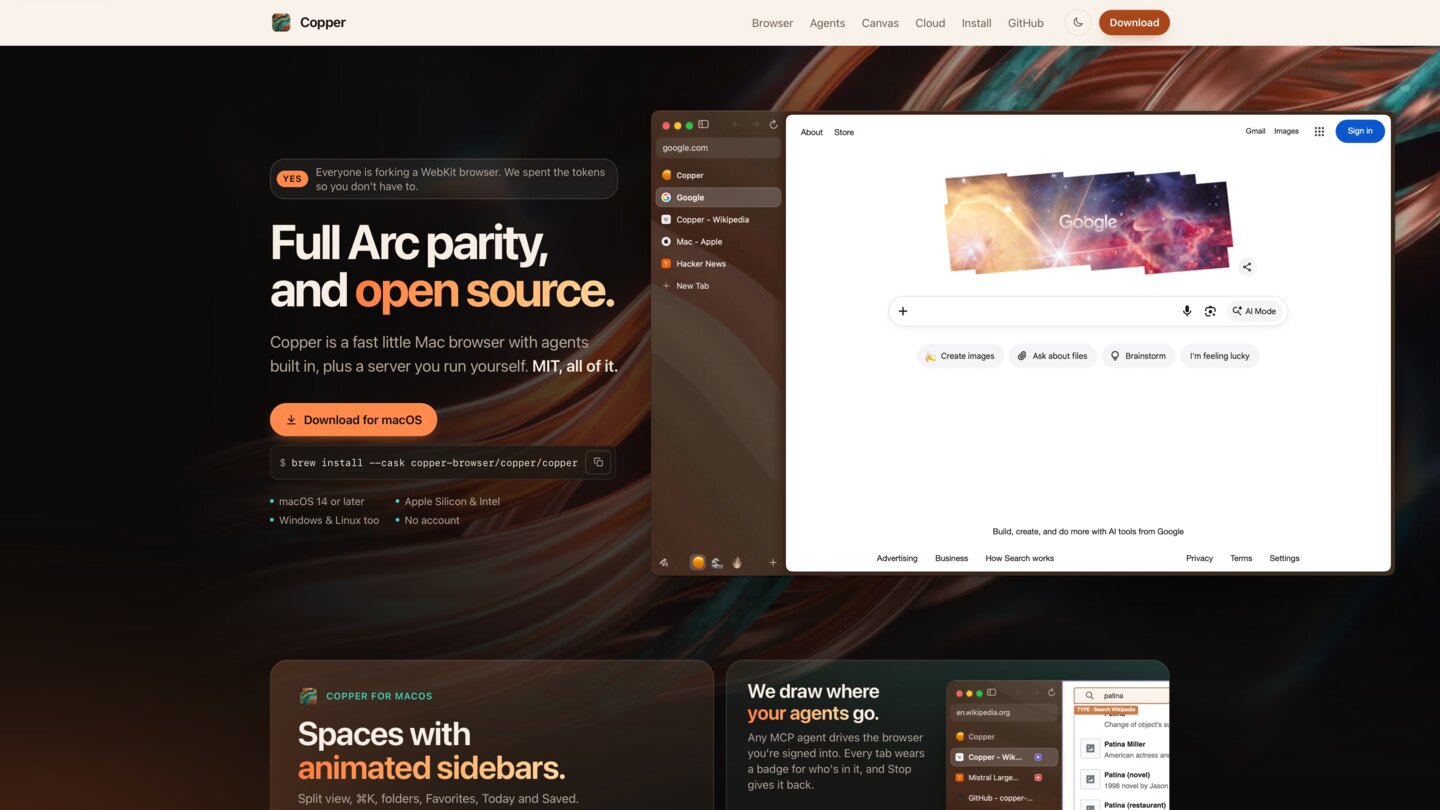 Copper
Browser Agents Canvas Cloud Install GitHub Download
YES Everyone is forking a WebKit browser. We spent the tokens
so you don't have to.
Full Arc parity,
and open source.
Copper is a fast little Mac browser with agents
built in, plus a server you run yourself. MIT, all of it.
Download for macOS
$ brew install --cask copper-browser/copper/copper
macOS 14 or later
Apple Silicon & Intel
Windows & Linux too
No account
google.com
Copper
Google
Copper - Wikipedia
Mac - Apple
Hacker News
New Tab
About Store
Gmail Images Sign in
Google
AI Mode
Create images Ask about files Brainstorm I'm feeling lucky
Build, create, and do more with AI tools from Google
Advertising Business How Search works Privacy Terms Settings
COPPER FOR MACOS
Spaces with
animated sidebars.
Split view, ⌘K, folders, Favorites, Today and Saved.
We draw where
your agents go.
Any MCP agent drives the browser
you're signed into. Every tab wears
a badge for who's in it, and Stop
gives it back.
en.wikipedia.org
Copper
Copper - Wik...
Mistral Large...
GitHub - copper-...
patina
TYPE · Search Wikipedia
Change of object's su
Patina Miller
American actress and
Patina (novel)
1998 novel by Jason
Patina (restaurant)